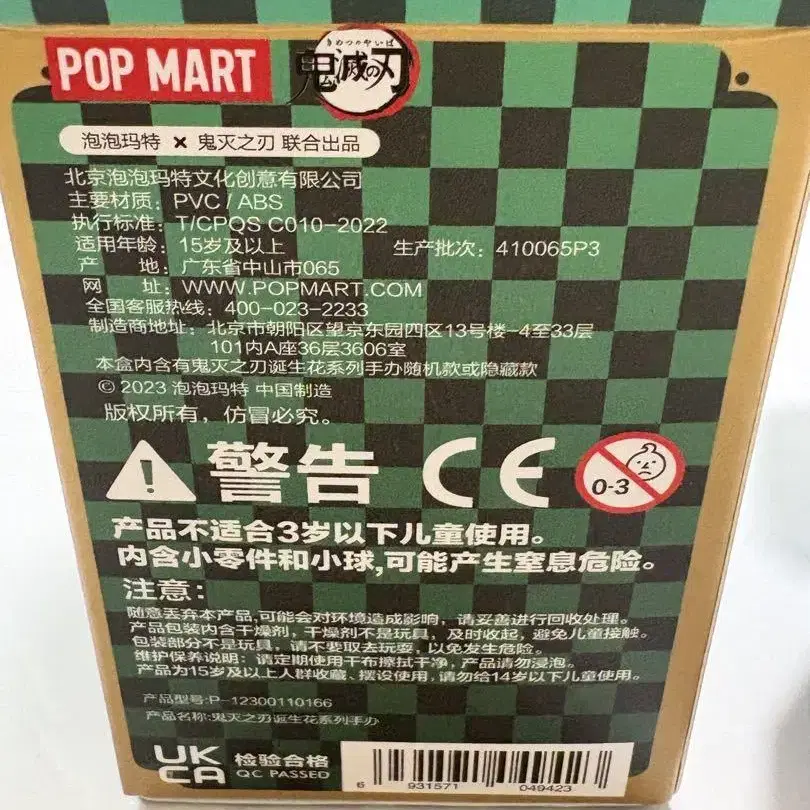 POP MART
きめつのやいば
鬼滅の刃
泡泡玛特 × 鬼灭之刃 联合出品
北京泡泡玛特文化创意有限公司
主要材质：PVC / ABS
执行标准：T/CPQS C010-2022
适用年龄：15岁及以上 生产批次：410065P3
产 地：广东省中山市065
网 址：WWW.POPMART.COM
全国客服热线：400-023-2233
制造商地址：北京市朝阳区望京东园四区13号楼-4至33层
101内A座36层3606室
本盒内含有鬼灭之刃诞生花系列手办随机款或隐藏款
© 2023 泡泡玛特 中国制造
版权所有，仿冒必究。
警告 CE 0-3
产品不适合3岁以下儿童使用。
内含小零件和小球,可能产生窒息危险。
注意：
随意丢弃本产品,可能会对环境造成影响，请妥善进行回收处理。
产品包装内含干燥剂，干燥剂不是玩具，及时收起，避免儿童接触。
包装部分不是玩具，请不要取去玩耍，以免发生危险。
维护保养说明：请定期使用干布擦拭干净,产品请勿浸泡。
产品为15岁及以上人群收藏、摆设使用,请勿给14岁以下儿童使用。
产品型号:P-12300110166
产品名称:鬼灭之刃诞生花系列手办
UK
CA
检验合格
QC PASSED
6 931571 049423